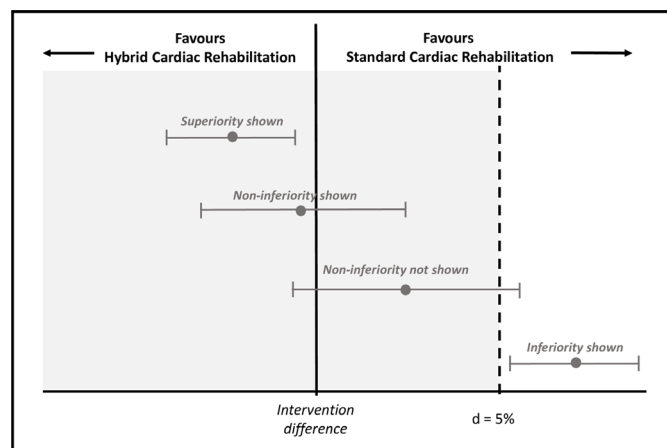 Favours
Hybrid Cardiac Rehabilitation
Favours
Standard Cardiac Rehabilitation
Superiority shown
Non-inferiority shown
Non-inferiority not shown
Inferiority shown
Intervention
difference
d = 5%